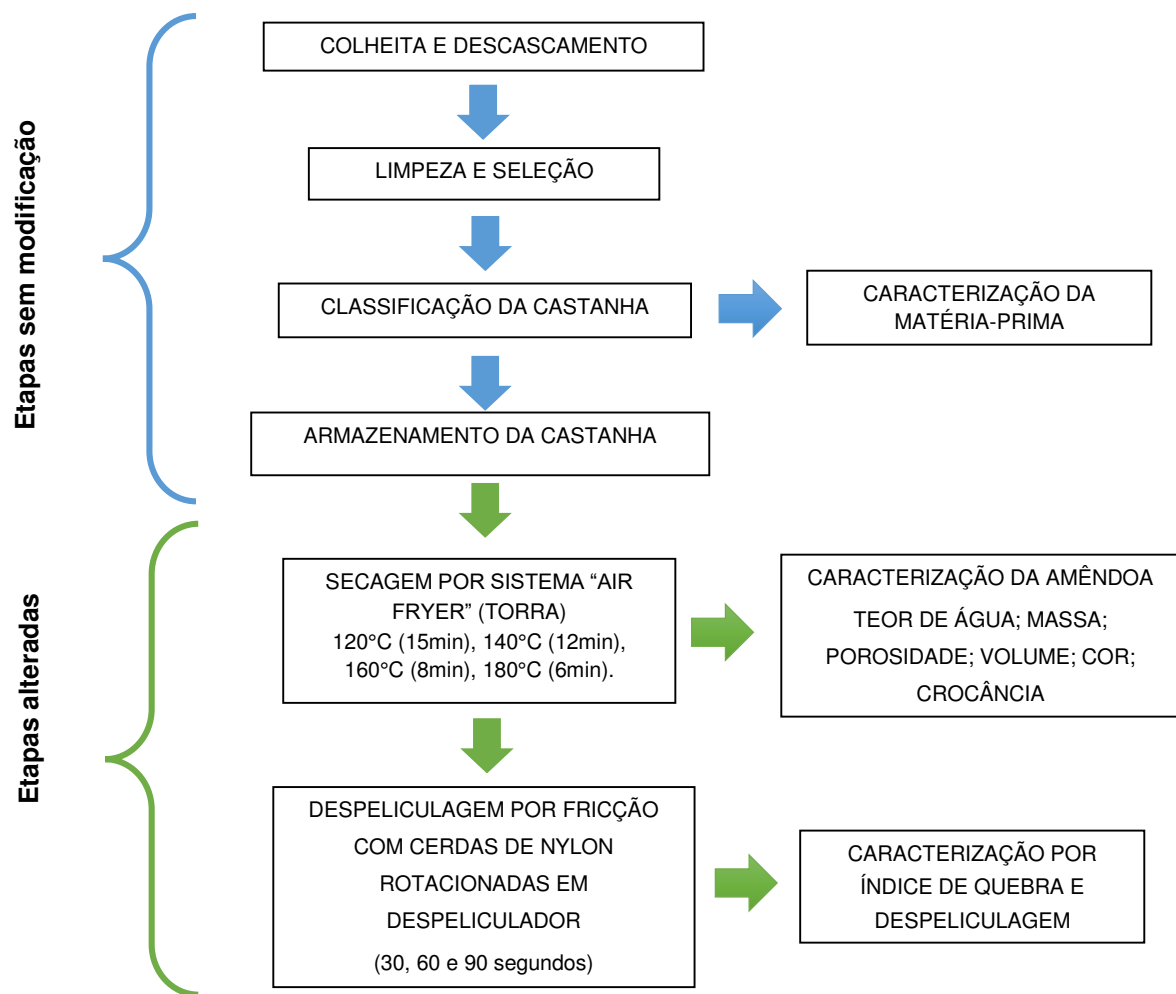 Etapas sem modificação
COLHEITA E DESCASCAMENTO
LIMPEZA E SELEÇÃO
CLASSIFICAÇÃO DA CASTANHA
CARACTERIZAÇÃO DA
MATÉRIA-PRIMA
ARMAZENAMENTO DA CASTANHA
Etapas alteradas
SECAGEM POR SISTEMA “AIR
FRYER” (TORRA)
120°C (15min), 140°C (12min),
160°C (8min), 180°C (6min).
CARACTERIZAÇÃO DA AMÊNDOA
TEOR DE ÁGUA; MASSA;
POROSIDADE; VOLUME; COR;
CROCÂNCIA
DESPELICULAGEM POR FRICÇÃO
COM CERDAS DE NYLON
ROTACIONADAS EM
DESPELICULADOR
(30, 60 e 90 segundos)
CARACTERIZAÇÃO POR
ÍNDICE DE QUEBRA E
DESPELICULAGEM